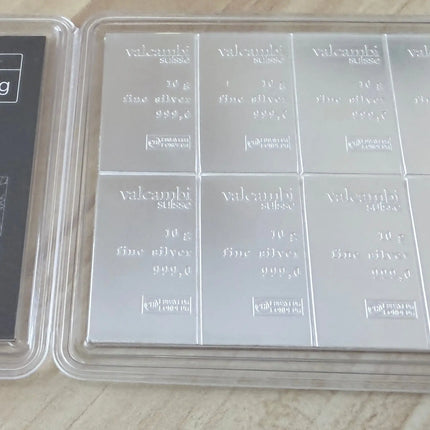 g
valcambi
suisse
10 g
fine silver
999,0
valcambi
suisse
10 g
fine silver
999,0
valcambi
suisse
10 g
fine silver
999,0
va
valcambi
suisse
10 g
fine silver
999,0
valcambi
suisse
10 g
fine silver
999,0
valcambi
suisse
10 g
fine silver
999,0